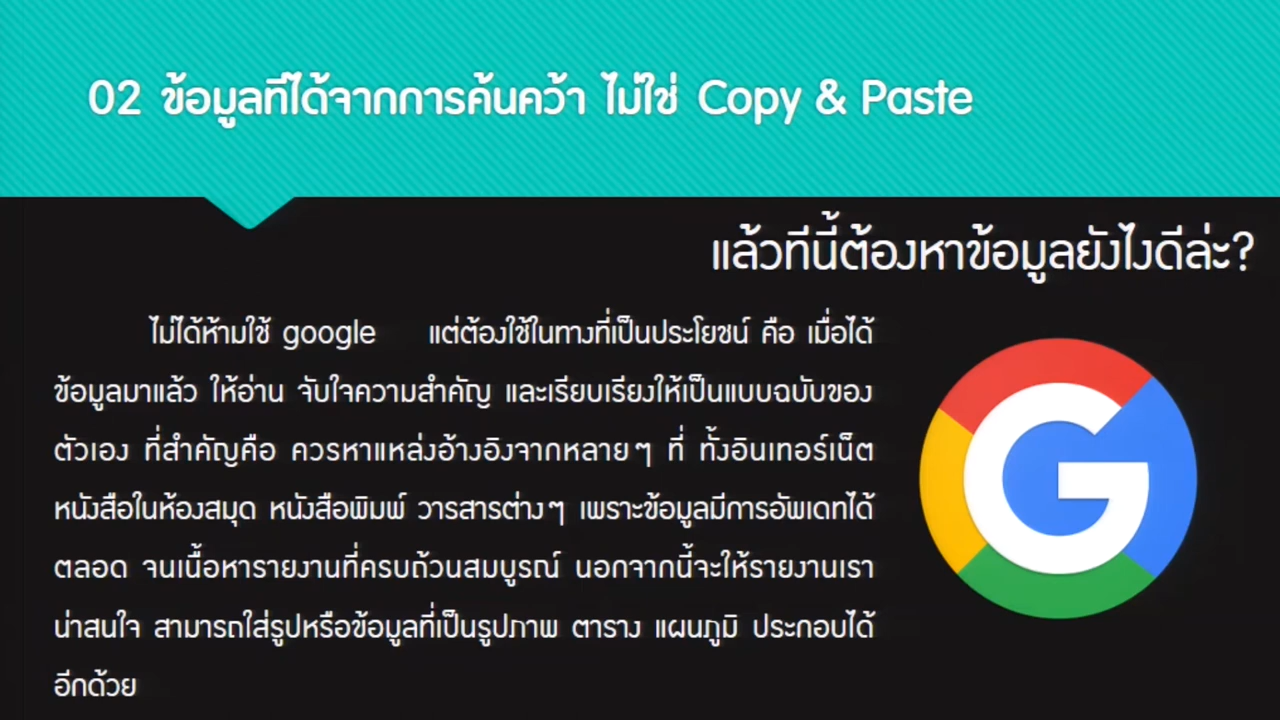 02 ข้อมูลที่ได้จากการค้นคว้า ไม่ใช่ Copy & Paste
แล้วทีนี้ต้องหาข้อมูลยังไงดีล่ะ?
ไม่ได้ห้ามใช้ google แต่ต้องใช้ในทางที่เป็นประโยชน์ คือ เมื่อได้
ข้อมูลมาแล้ว ให้อ่าน จับใจความสำคัญ และเรียบเรียงให้เป็นแบบฉบับของ
ตัวเอง ที่สำคัญคือ ควรหาแหล่งอ้างอิงจากหลายๆ ที่ ทั้งอินเทอร์เน็ต
หนังสือในห้องสมุด หนังสือพิมพ์ วารสารต่างๆ เพราะข้อมูลมีการอัพเดทได้
ตลอด จนเนื้อหารายงานที่ครบถ้วนสมบูรณ์ นอกจากนี้จะให้รายงานเรา
น่าสนใจ สามารถใส่รูปหรือข้อมูลที่เป็นรูปภาพ ตาราง แผนภูมิ ประกอบได้
อีกด้วย
G